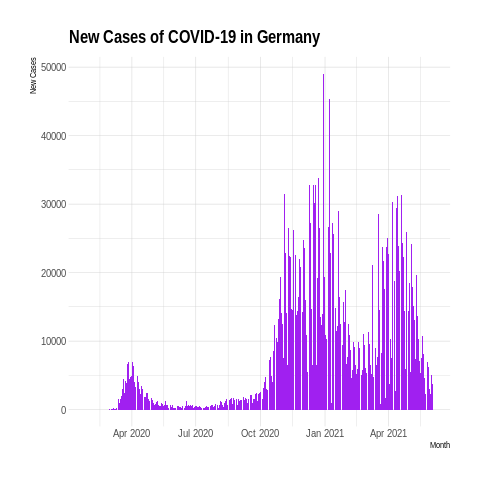 New Cases of COVID-19 in Germany
New Cases
50000
40000
30000
20000
10000
0
Apr 2020 Jul 2020 Oct 2020 Jan 2021 Apr 2021
Month